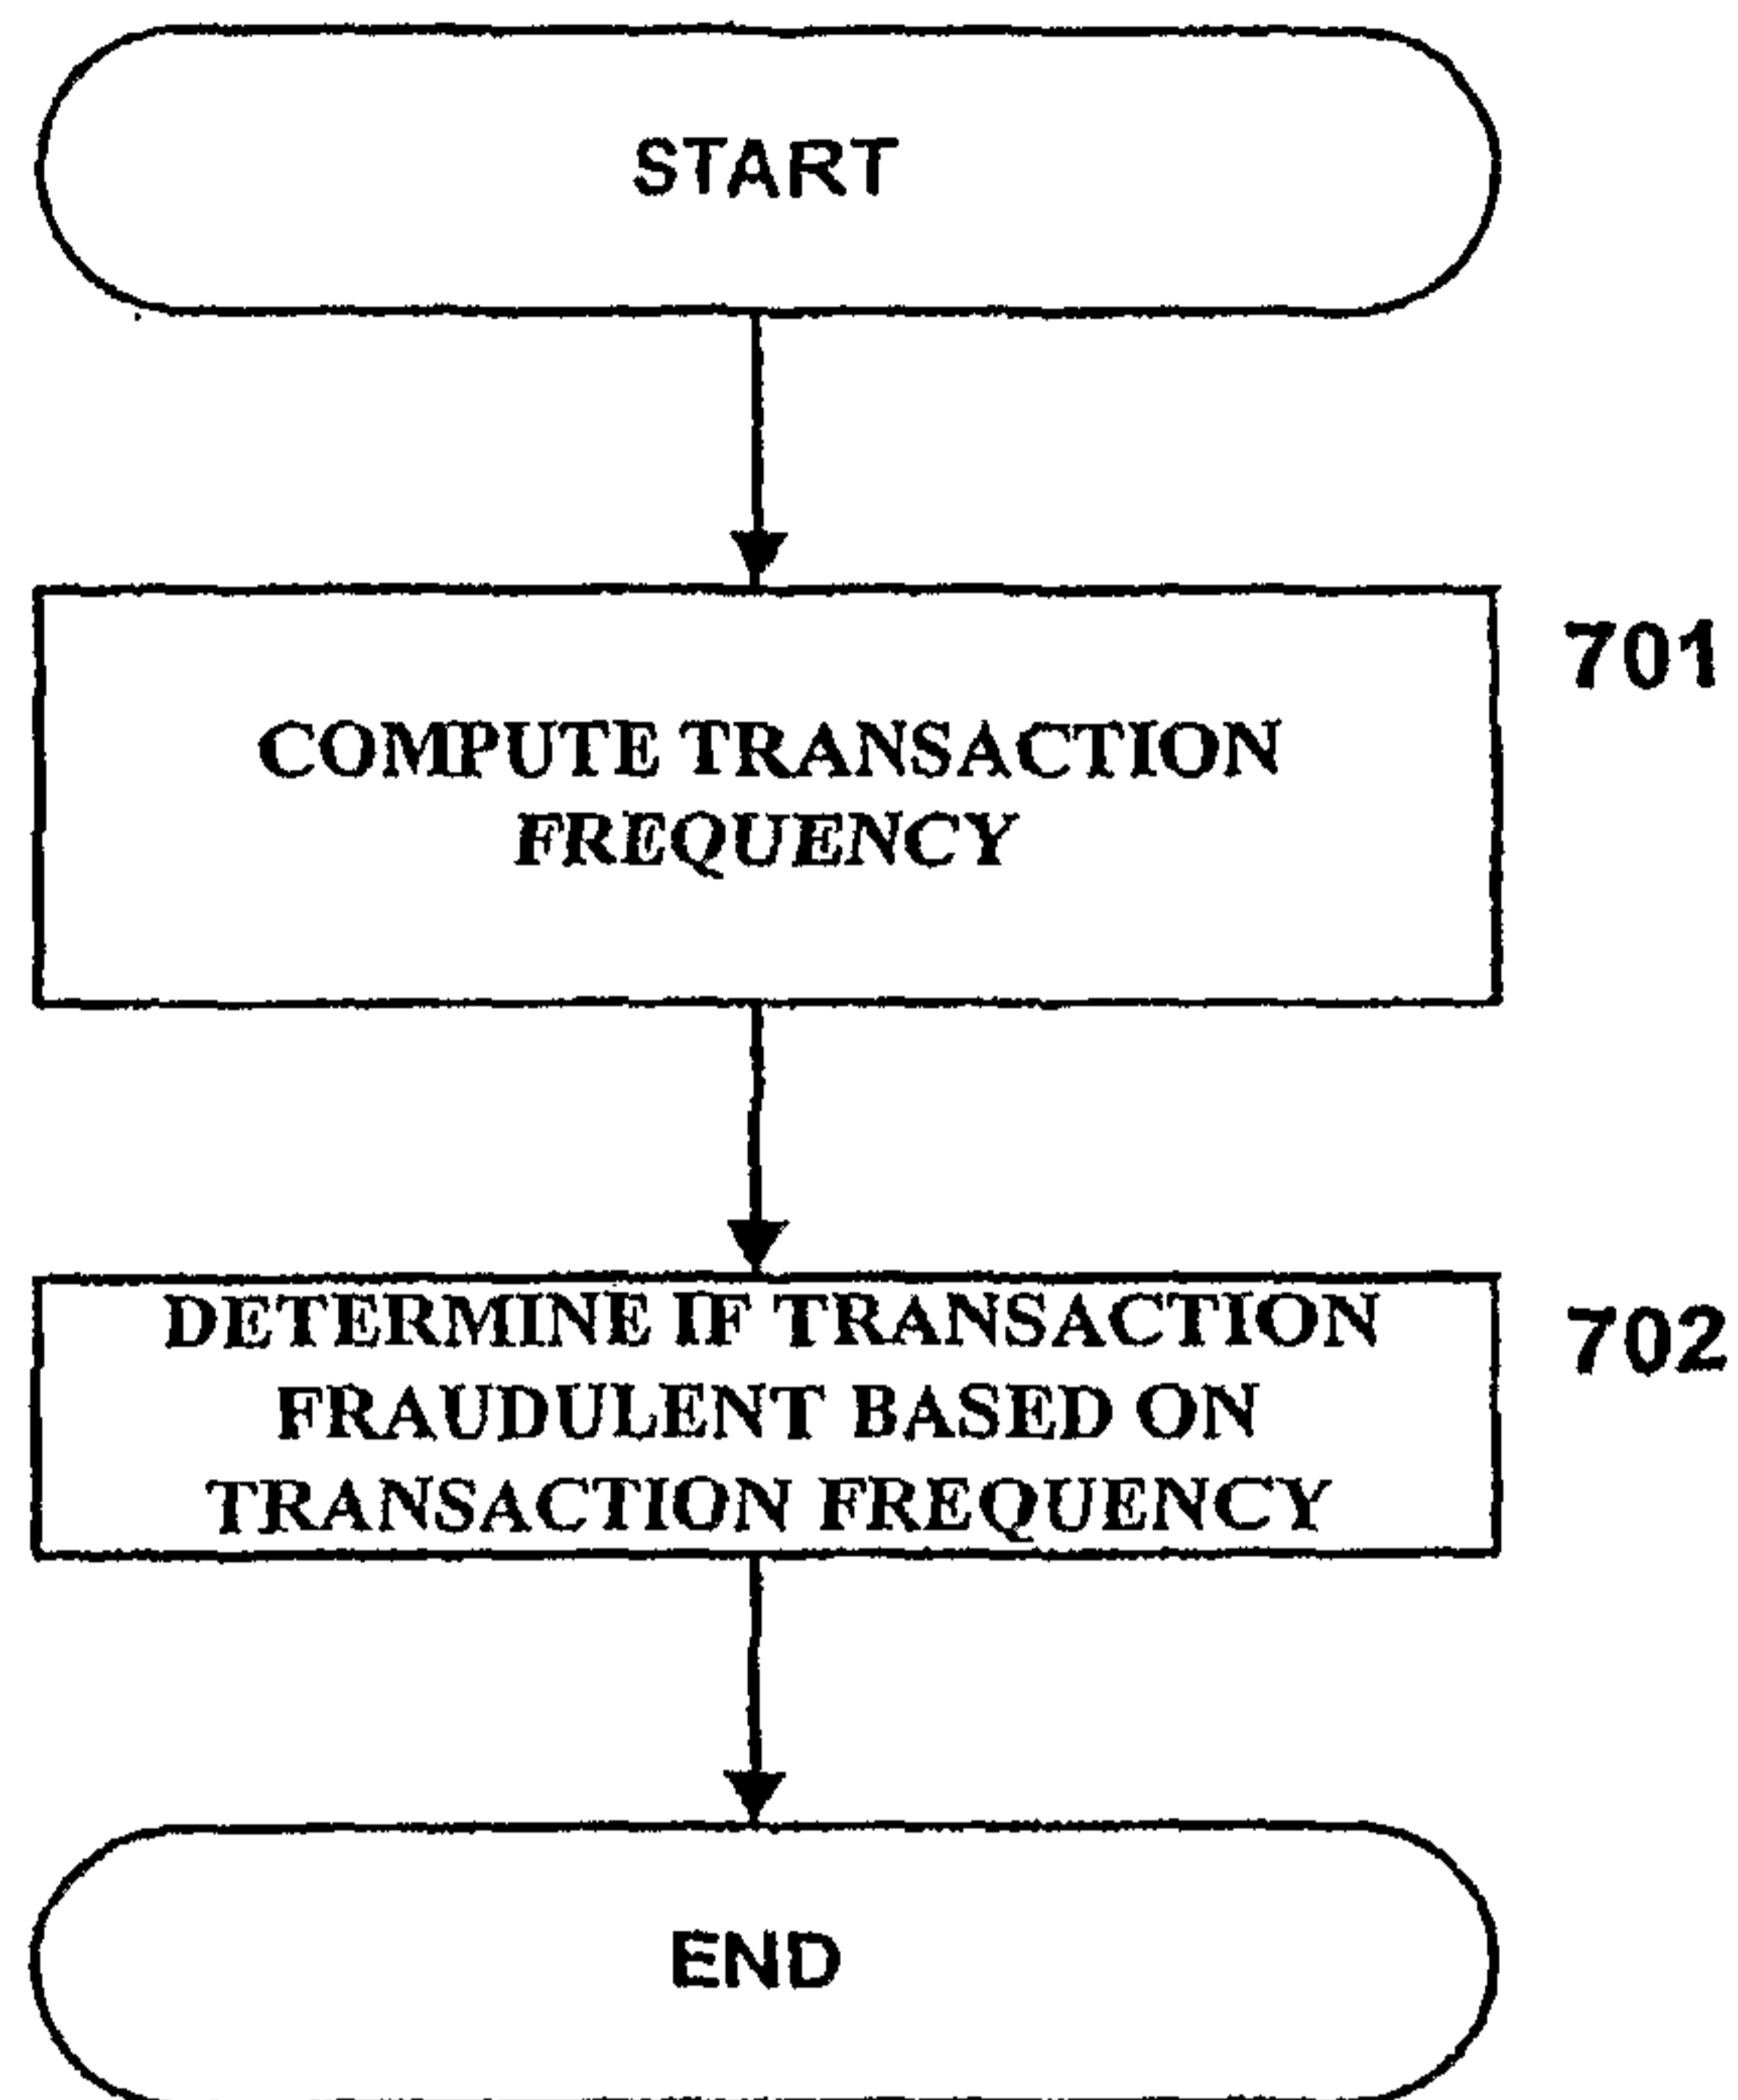 START
701
COMPUTE TRANSACTION
FREQUENCY
702
DETERMINE IF TRANSACTION
FRAUDULENT BASED ON
TRANSACTION FREQUENCY
END